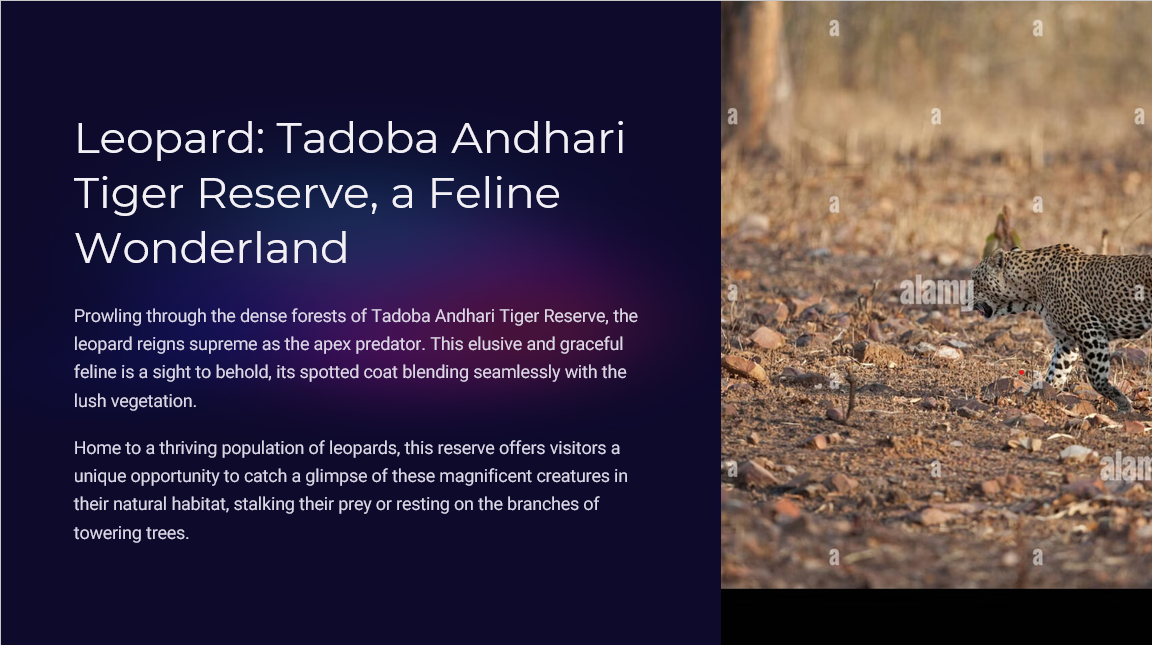 Leopard: Tadoba Andhari
Tiger Reserve, a Feline
Wonderland
Prowling through the dense forests of Tadoba Andhari Tiger Reserve, the
leopard reigns supreme as the apex predator. This elusive and graceful
feline is a sight to behold, its spotted coat blending seamlessly with the
lush vegetation.
Home to a thriving population of leopards, this reserve offers visitors a
unique opportunity to catch a glimpse of these magnificent creatures in
their natural habitat, stalking their prey or resting on the branches of
towering trees.
a a
a a a
a a
a alamy a
a a
a a alam
a a